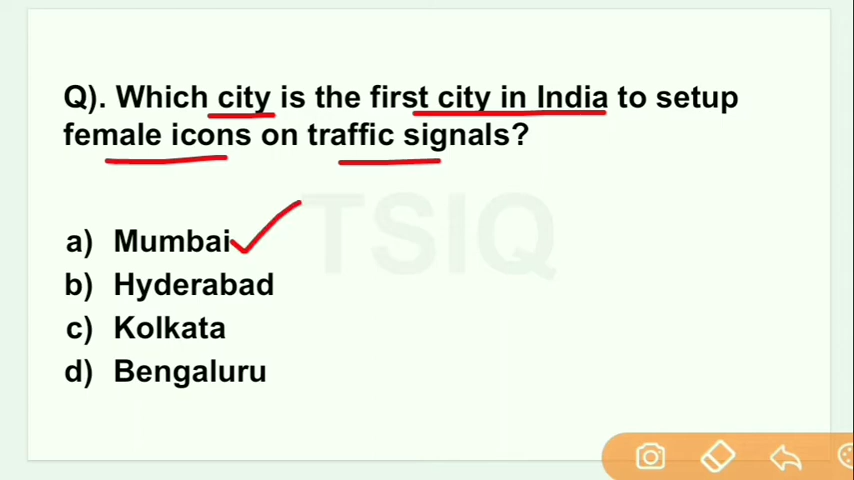 Q). Which city is the first city in India to setup
female icons on traffic signals?
TSIQ
a) Mumbai
b) Hyderabad
c) Kolkata
d) Bengaluru